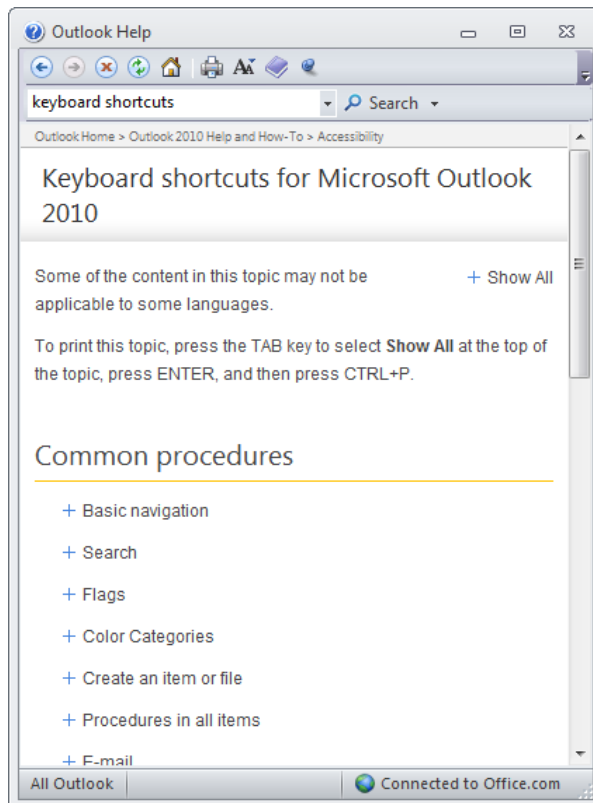 Outlook Help
keyboard shortcuts
Search
Outlook Home > Outlook 2010 Help and How-To > Accessibility
Keyboard shortcuts for Microsoft Outlook
2010
Some of the content in this topic may not be
applicable to some languages.
+ Show All
To print this topic, press the TAB key to select Show All at the top of
the topic, press ENTER, and then press CTRL+P.
Common procedures
+ Basic navigation
+ Search
+ Flags
+ Color Categories
+ Create an item or file
+ Procedures in all items
+ E-mail
All Outlook
Connected to Office.com